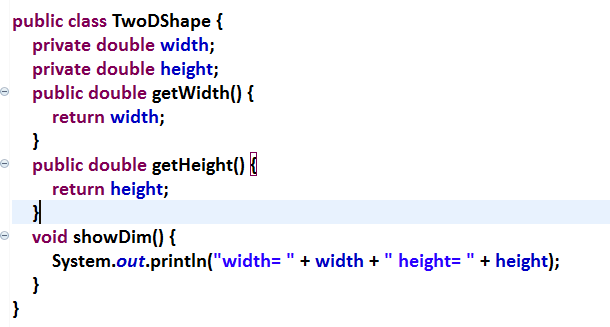 public class TwoDShape {
private double width;
private double height;
public double getWidth() {
return width;
}
public double getHeight() {
return height;
}
void showDim() {
System.out.println("width= " + width + " height= " + height);
}
}